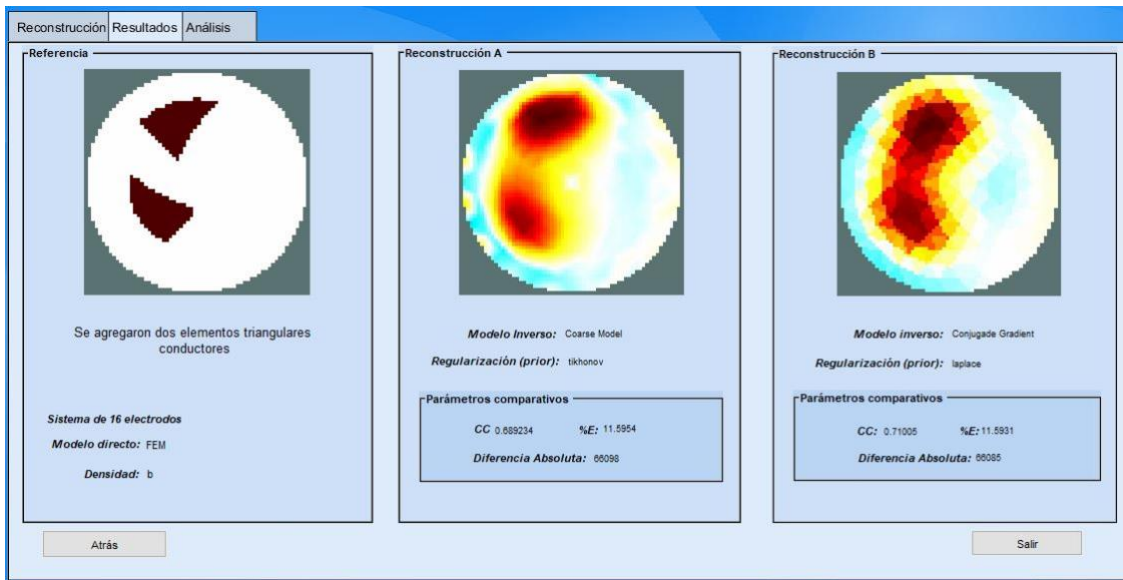 Reconstrucción Resultados Análisis
Referencia
Se agregaron dos elementos triangulares
conductores
Sistema de 16 electrodos
Modelo directo: FEM
Densidad: b
Reconstrucción A
Modelo Inverso: Coarse Model
Regularización (prior): tikhonov
Parámetros comparativos
CC 0.689234 %E: 11.5954
Diferencia Absoluta: 66098
Reconstrucción B
Modelo inverso: Conjugade Gradient
Regularización (prior): laplace
Parámetros comparativos
CC: 0.71005 %E: 11.5931
Diferencia Absoluta: 66085
Atrás
Salir